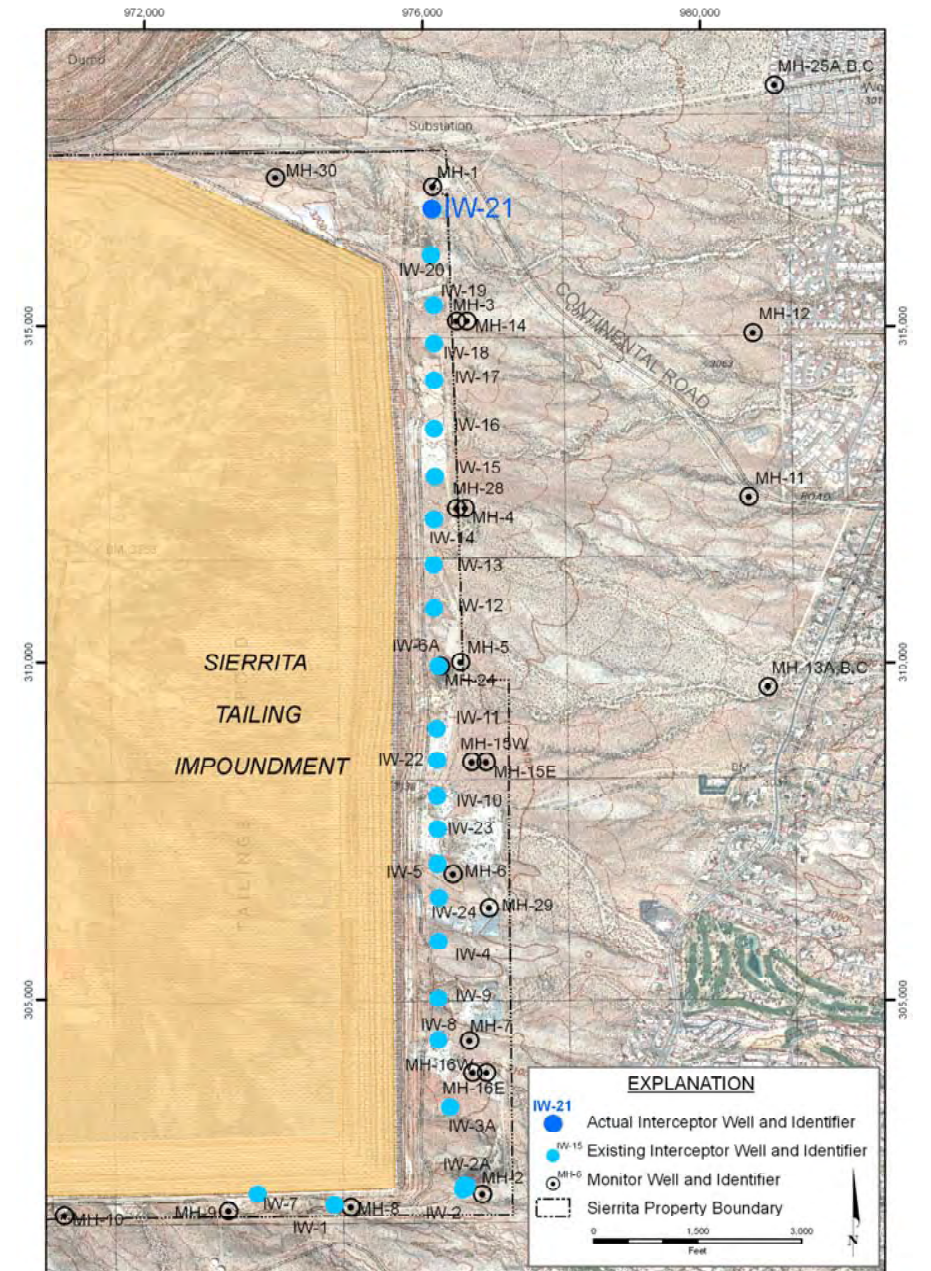 972,000
976,000
980,000
Dump
MH-25A,B,C
Substation
MH-30
MH-1
IW-21
IW-20
IW-19
MH-3
MH-14
MH-12
315,000
315,000
CONTINENTAL ROAD
IW-18
3063
IW-17
IW-16
IW-15
MH-28
MH-11
ROAD
MH-4
IW-14
IW-13
IW-12
IW-6A
MH-5
MH-24
MH-13A,B,C
310,000
310,000
SIERRITA
TAILING
IMPOUNDMENT
IW-11
MH-15W
IW-22
MH-15E
IW-10
IW-23
IW-5
MH-6
IW-24
MH-29
IW-4
305,000
305,000
IW-9
IW-8
MH-7
MH-16W
MH-16E
IW-3A
IW-2A
MH-2
IW-7
IW-2
MH-10
MH-9
MH-8
IW-1
EXPLANATION
IW-21
Actual Interceptor Well and Identifier
IW-15 Existing Interceptor Well and Identifier
MH-6 Monitor Well and Identifier
Sierrita Property Boundary
0 1,500 3,000
Feet
N